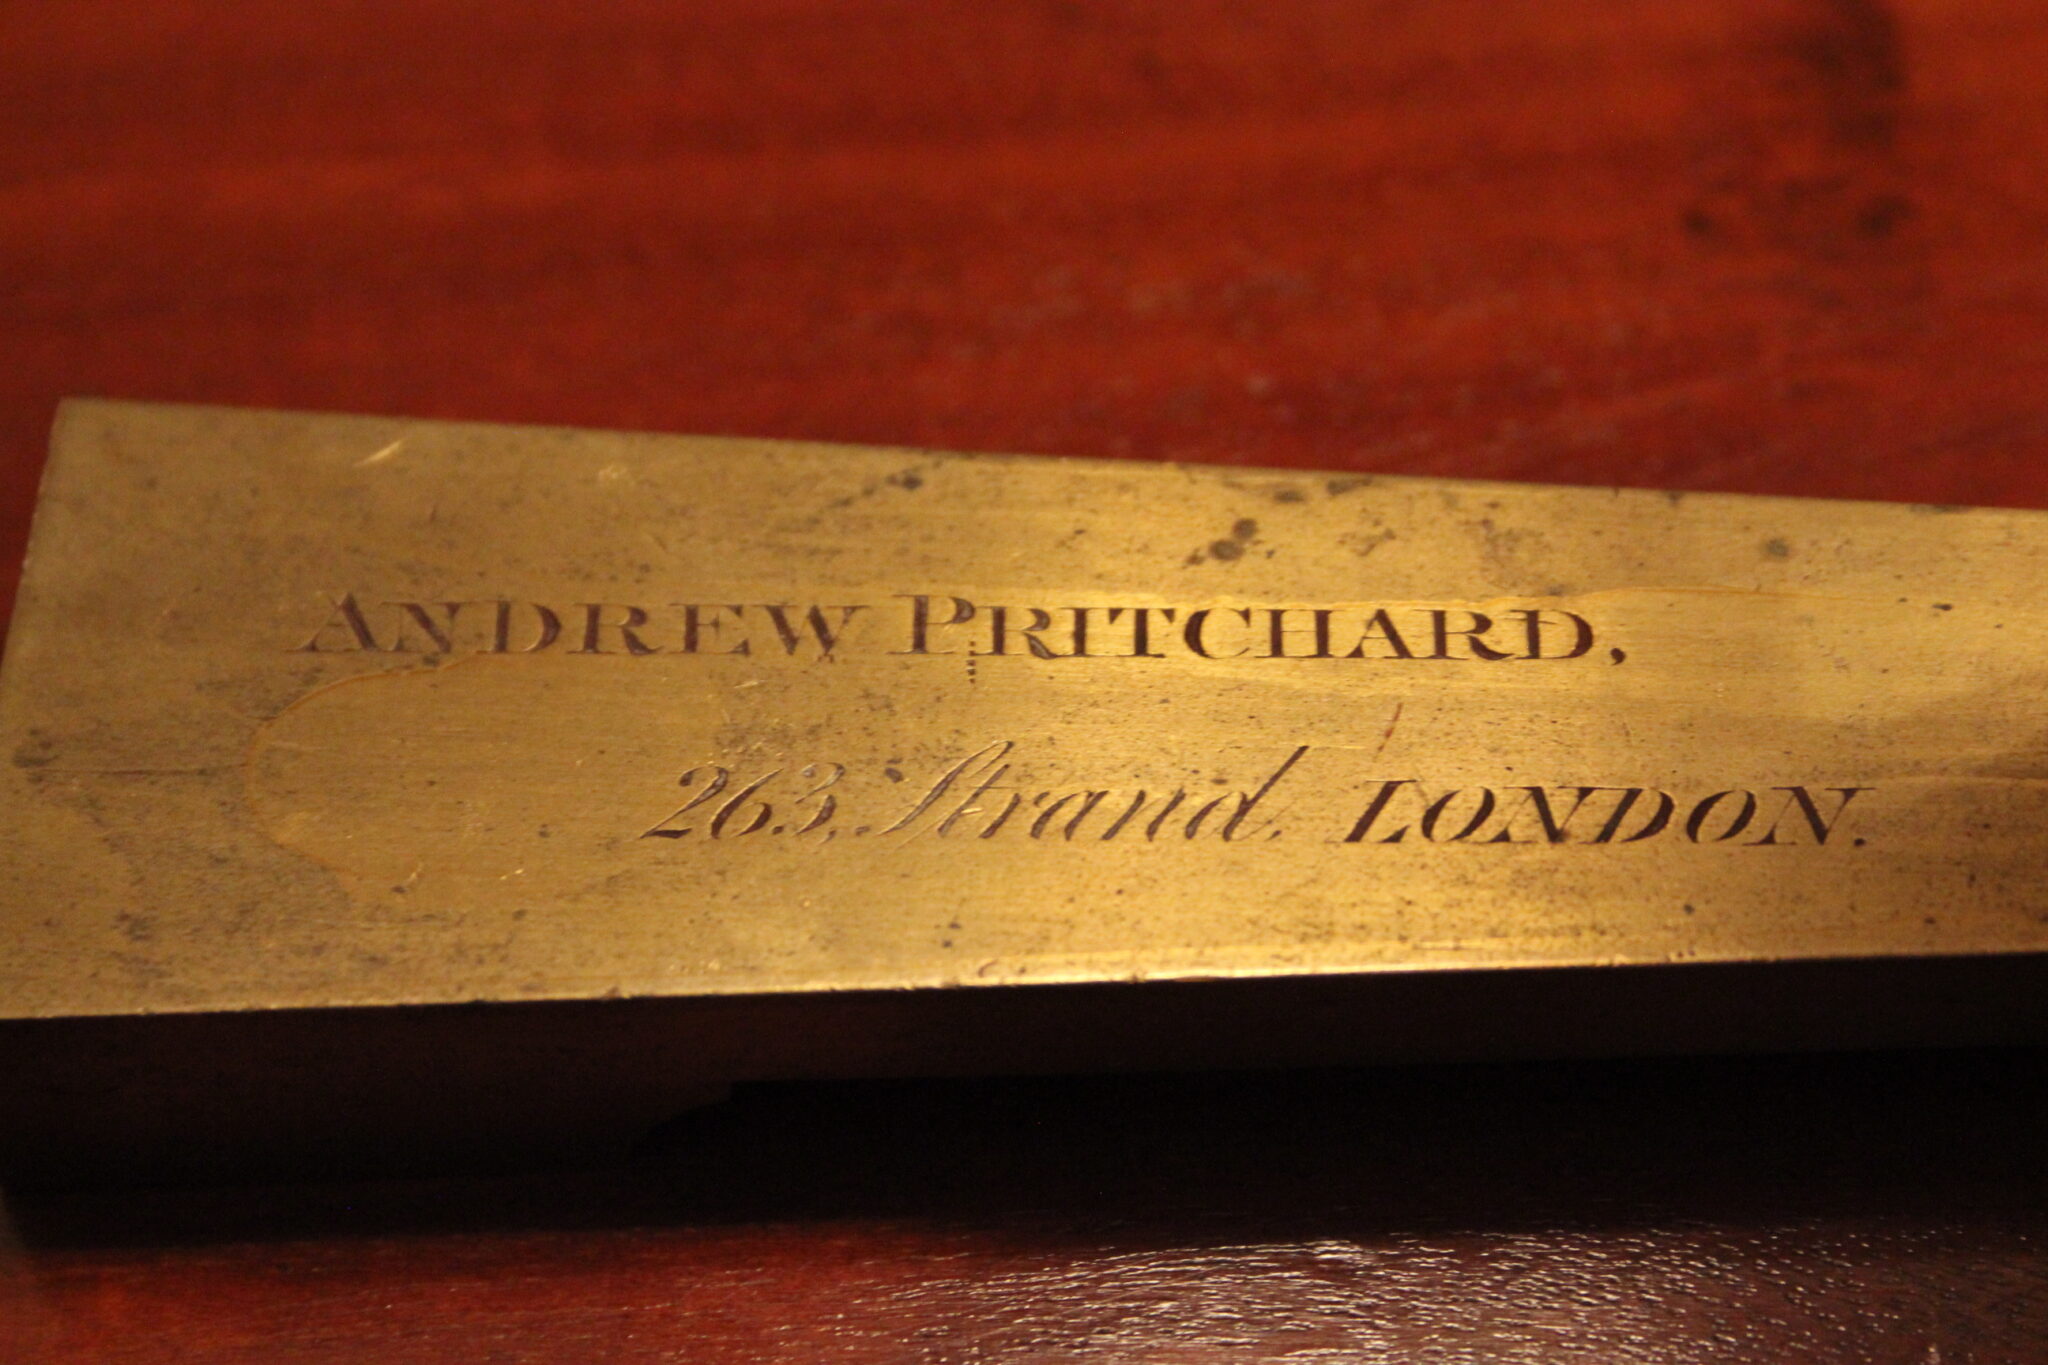 ANDREW PRITCHARD,
263, Strand. LONDON.